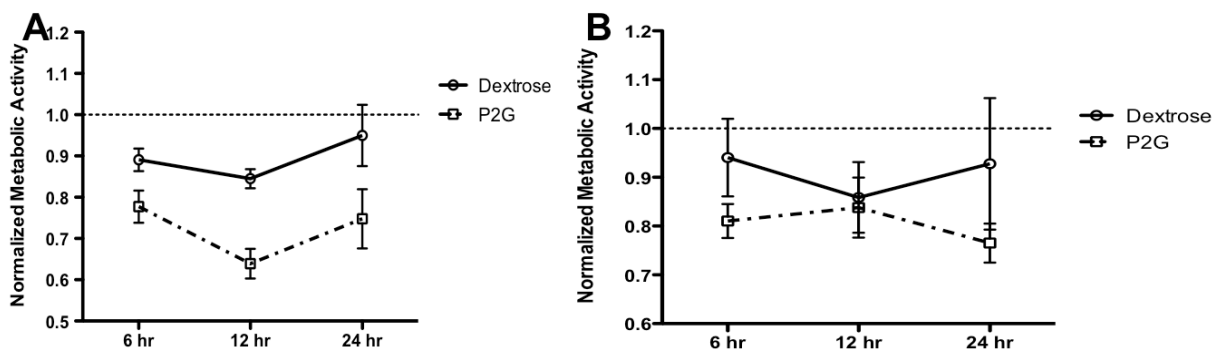 A
Normalized Metabolic Activity
1.2
1.1
1.0
0.9
0.8
0.7
0.6
0.5
6 hr 12 hr 24 hr
Dextrose
P2G
B
Normalized Metabolic Activity
1.2
1.1
1.0
0.9
0.8
0.7
0.6
6 hr 12 hr 24 hr
Dextrose
P2G